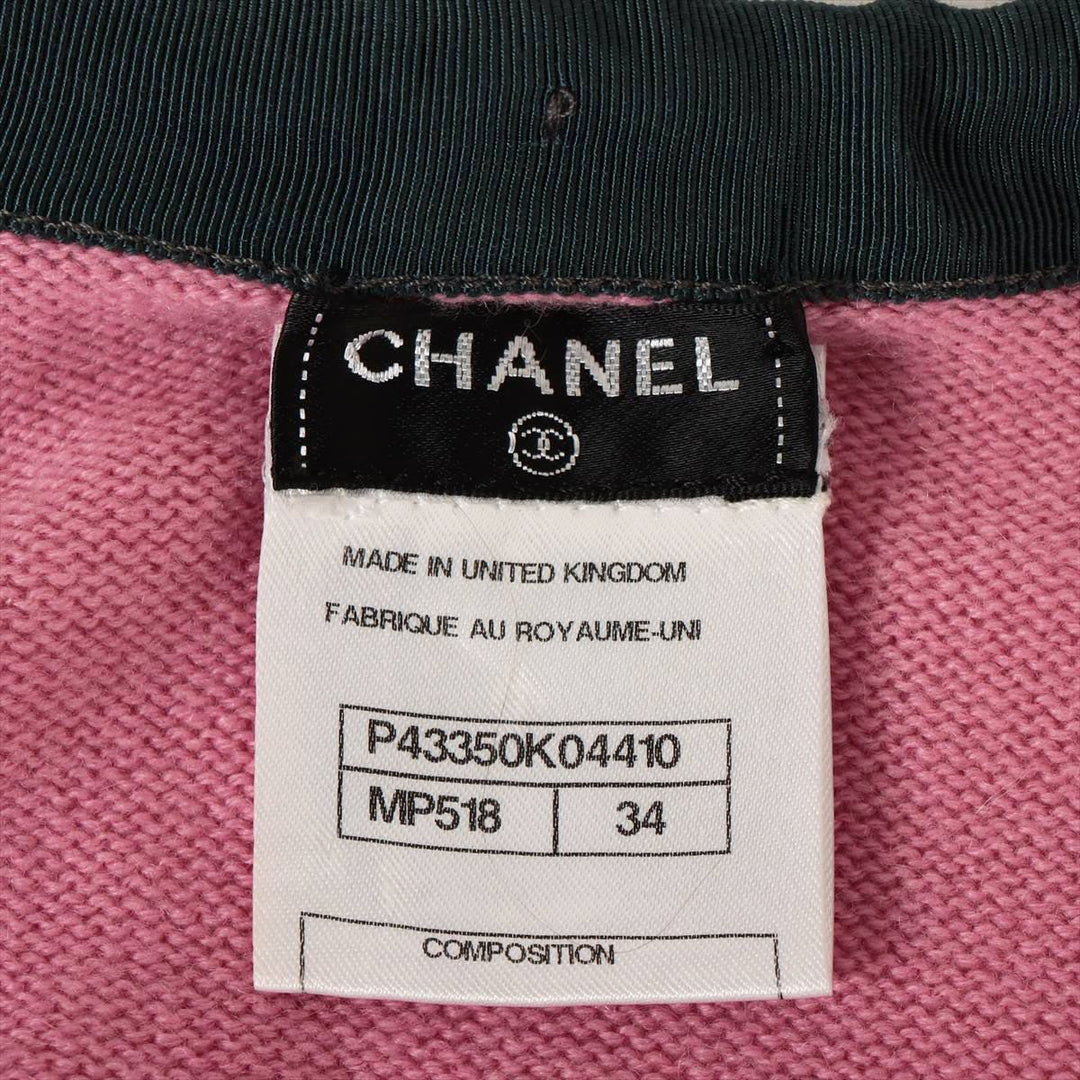 CHANEL
MADE IN UNITED KINGDOM
FABRIQUE AU ROYAUME-UNI
P43350K04410
MP518 34
COMPOSITION